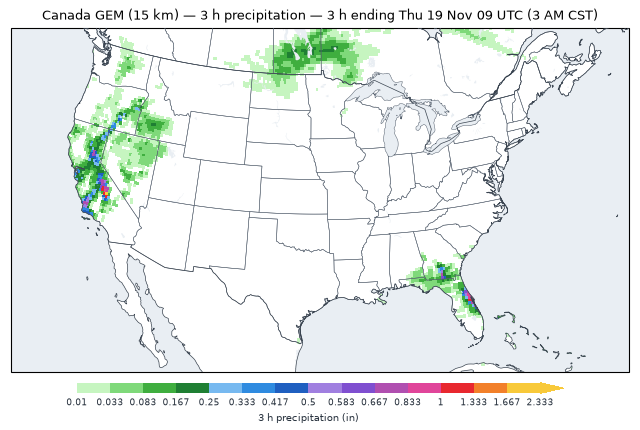 Canada GEM (15 km) — 3 h precipitation — 3 h ending Thu 19 Nov 09 UTC (3 AM CST)
0.01 0.033 0.083 0.167 0.25 0.333 0.417 0.5 0.583 0.667 0.833 1 1.333 1.667 2.333
3 h precipitation (in)